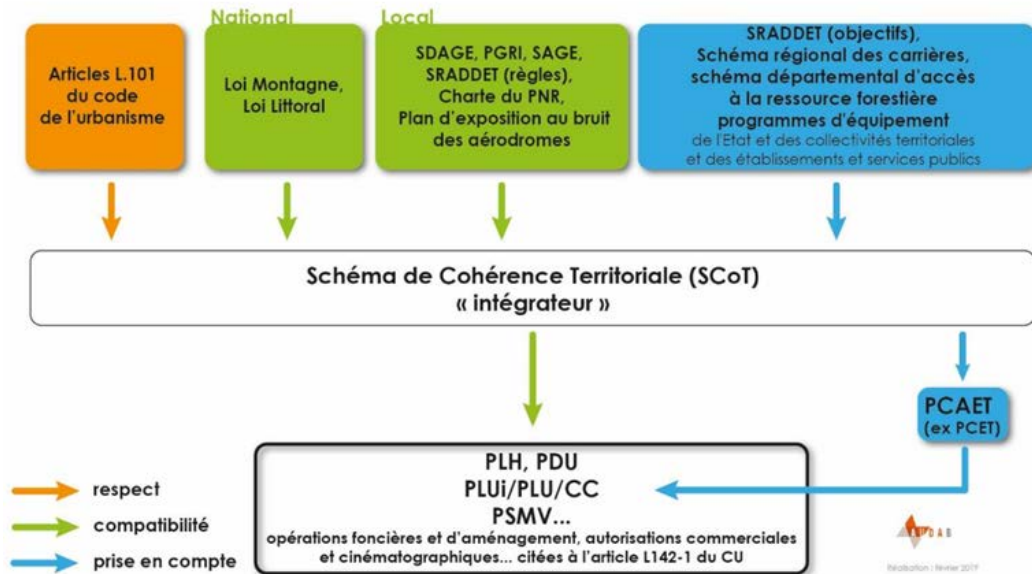 National
Local
Articles L.101
du code
de l'urbanisme
Loi Montagne,
Loi Littoral
SDAGE, PGRI, SAGE,
SRADDET (règles),
Charte du PNR,
Plan d'exposition au bruit
des aérodromes
SRADDET (objectifs),
Schéma régional des carrières,
schéma départemental d'accès
à la ressource forestière
programmes d'équipement
de l'Etat et des collectivités territoriales
et des établissements et services publics
Schéma de Cohérence Territoriale (SCoT)
« intégrateur »
PCAET
(ex PCET)
PLH, PDU
PLUi/PLU/CC
PSMV...
opérations foncières et d'aménagement, autorisations commerciales
et cinématographiques... citées à l'article L142-1 du CU
respect
compatibilité
prise en compte
AUDAB
Réalisation : février 2019